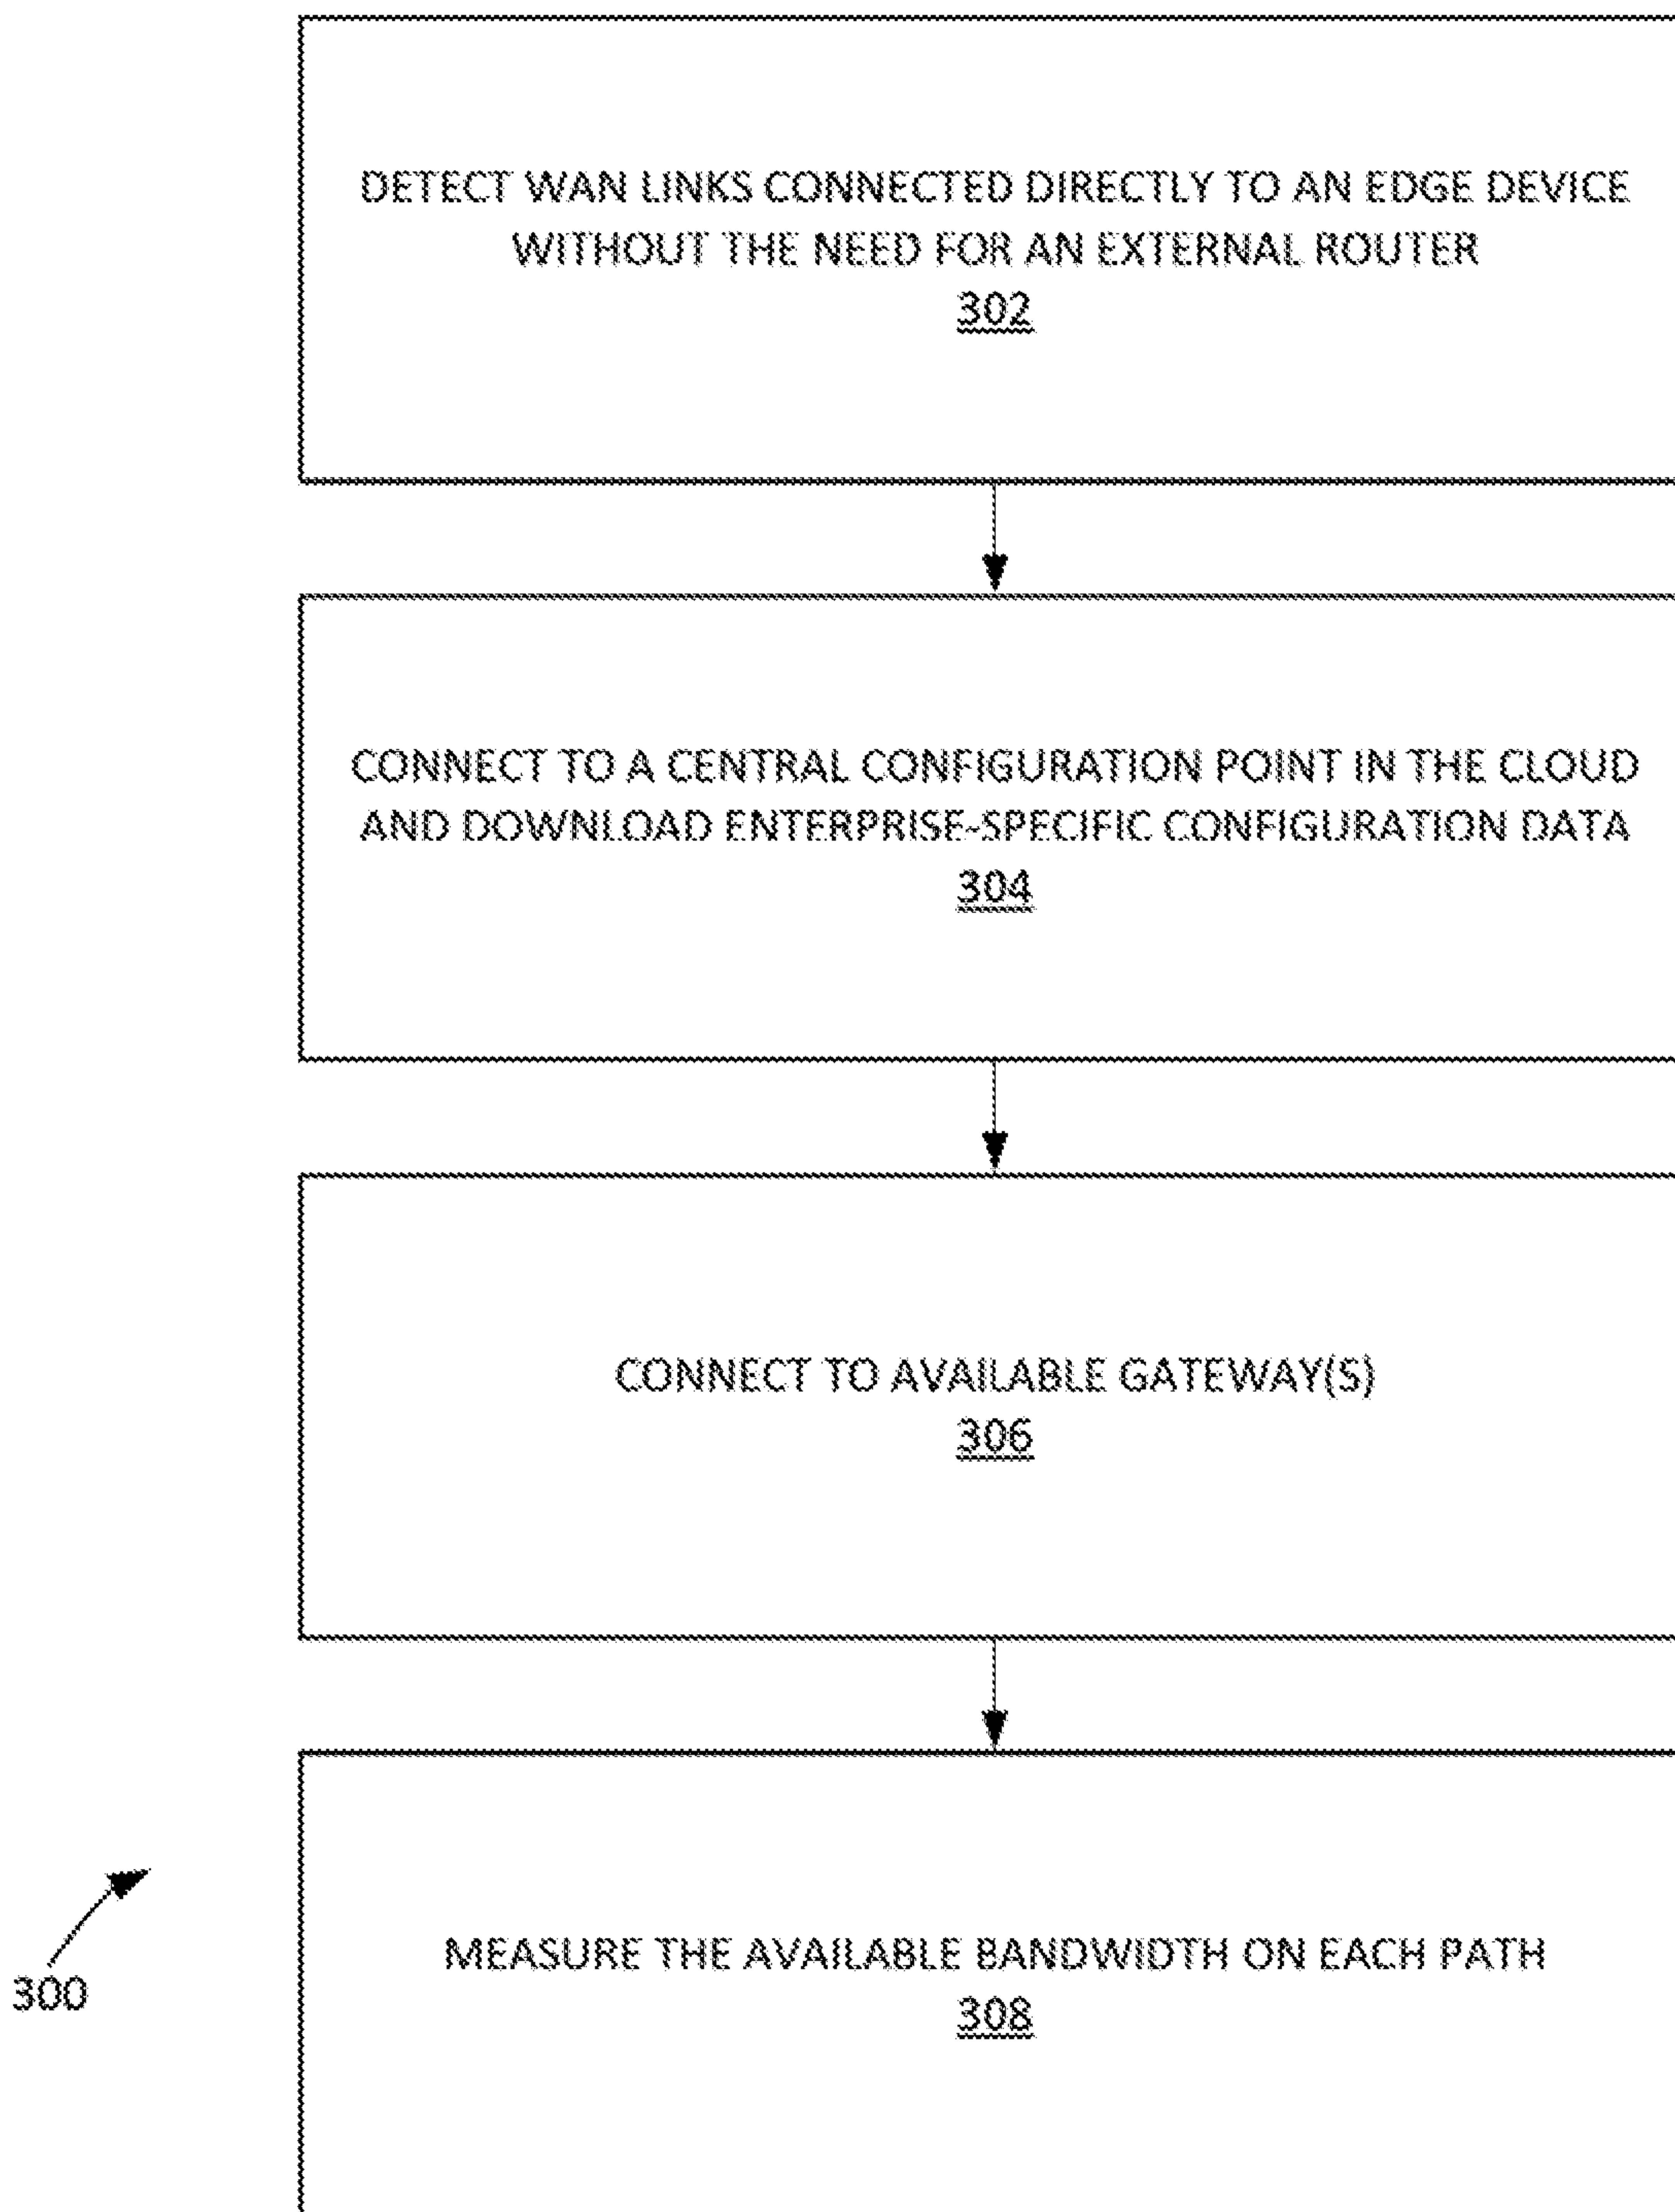 DETECT WAN LINKS CONNECTED DIRECTLY TO AN EDGE DEVICE
WITHOUT THE NEED FOR AN EXTERNAL ROUTER
302
CONNECT TO A CENTRAL CONFIGURATION POINT IN THE CLOUD
AND DOWNLOAD ENTERPRISE-SPECIFIC CONFIGURATION DATA
304
CONNECT TO AVAILABLE GATEWAY(S)
306
MEASURE THE AVAILABLE BANDWIDTH ON EACH PATH
308
300